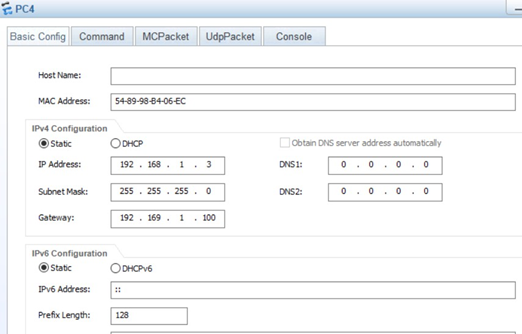 PC4
Basic Config Command MCPacket UdpPacket Console
Host Name:
MAC Address: 54-89-98-B4-06-EC
IPv4 Configuration
Static DHCP Obtain DNS server address automatically
IP Address: 192 . 168 . 1 . 3 DNS1: 0 . 0 . 0 . 0
Subnet Mask: 255 . 255 . 255 . 0 DNS2: 0 . 0 . 0 . 0
Gateway: 192 . 169 . 1 . 100
IPv6 Configuration
Static DHCPv6
IPv6 Address: ::
Prefix Length: 128